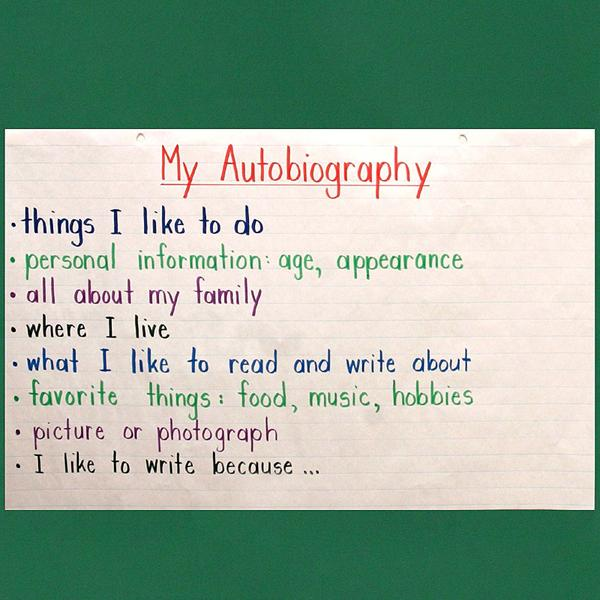 My Autobiography
· things I like to do
· personal information: age, appearance
· all about my family
· where I live
· what I like to read and write about
· favorite things: food, music, hobbies
· picture or photograph
· I like to write because ...